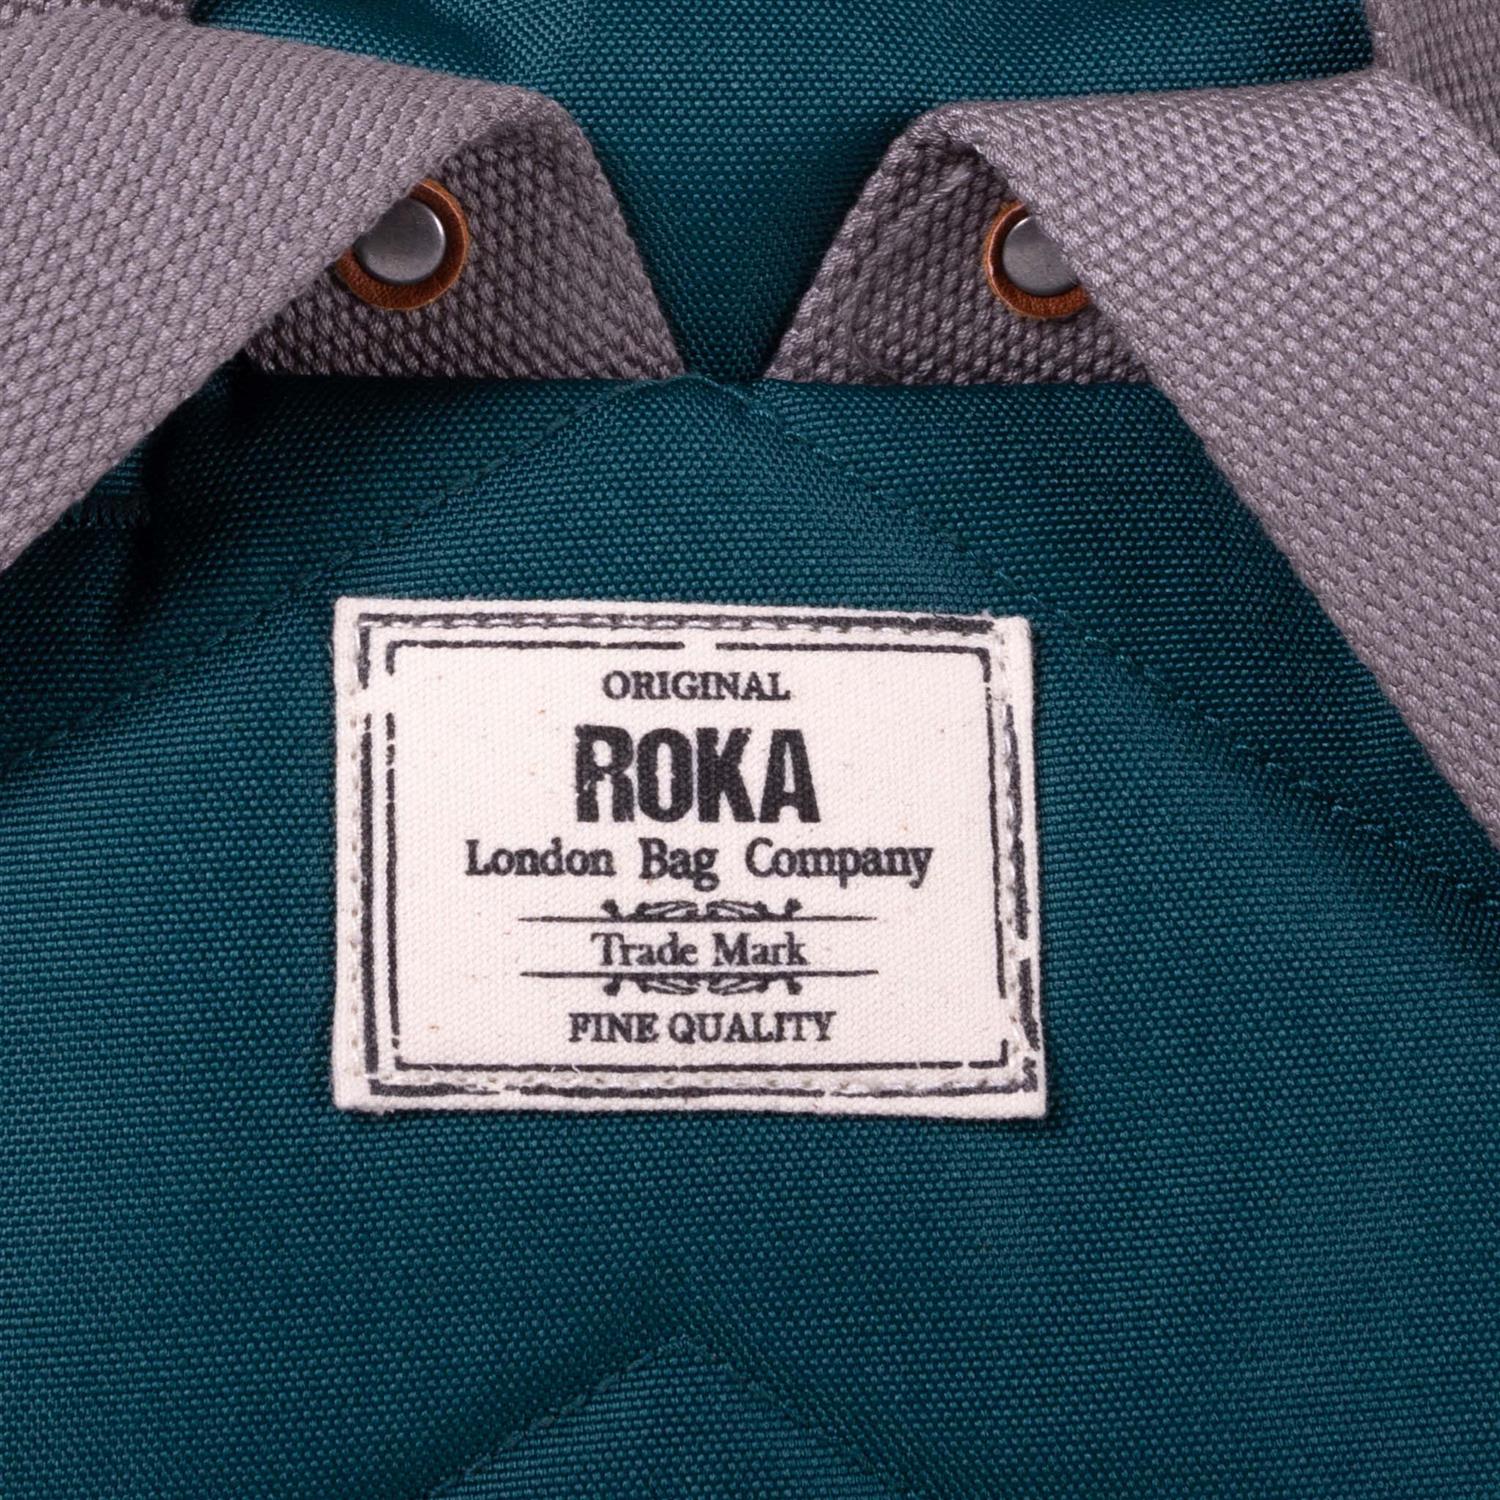 ORIGINAL
ROKA
London Bag Company
Trade Mark
FINE QUALITY